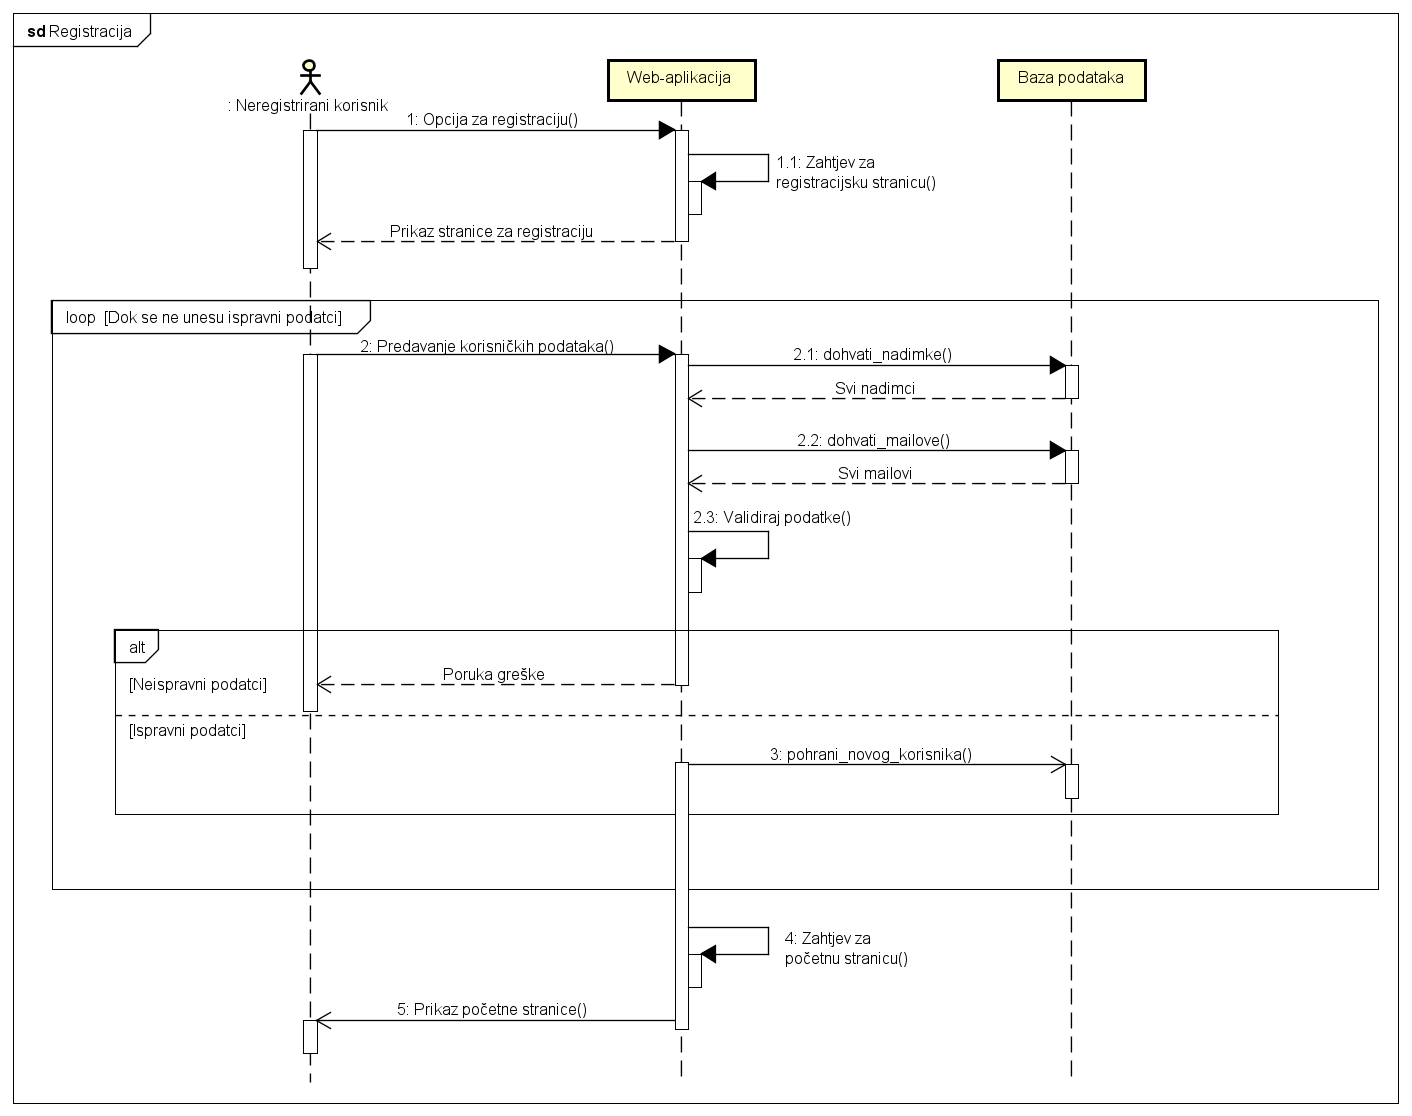 sd Registracija
: Neregistrirani korisnik
Web-aplikacija
Baza podataka
1: Opcija za registraciju()
1.1: Zahtjev za
registracijsku stranicu()
Prikaz stranice za registraciju
loop [Dok se ne unesu ispravni podatci]
2: Predavanje korisničkih podataka()
2.1: dohvati_nadimke()
Svi nadimci
2.2: dohvati_mailove()
Svi mailovi
2.3: Validiraj podatke()
alt
Poruka greške
[Neispravni podatci]
[Ispravni podatci]
3: pohrani_novog_korisnika()
4: Zahtjev za
početnu stranicu()
5: Prikaz početne stranice()